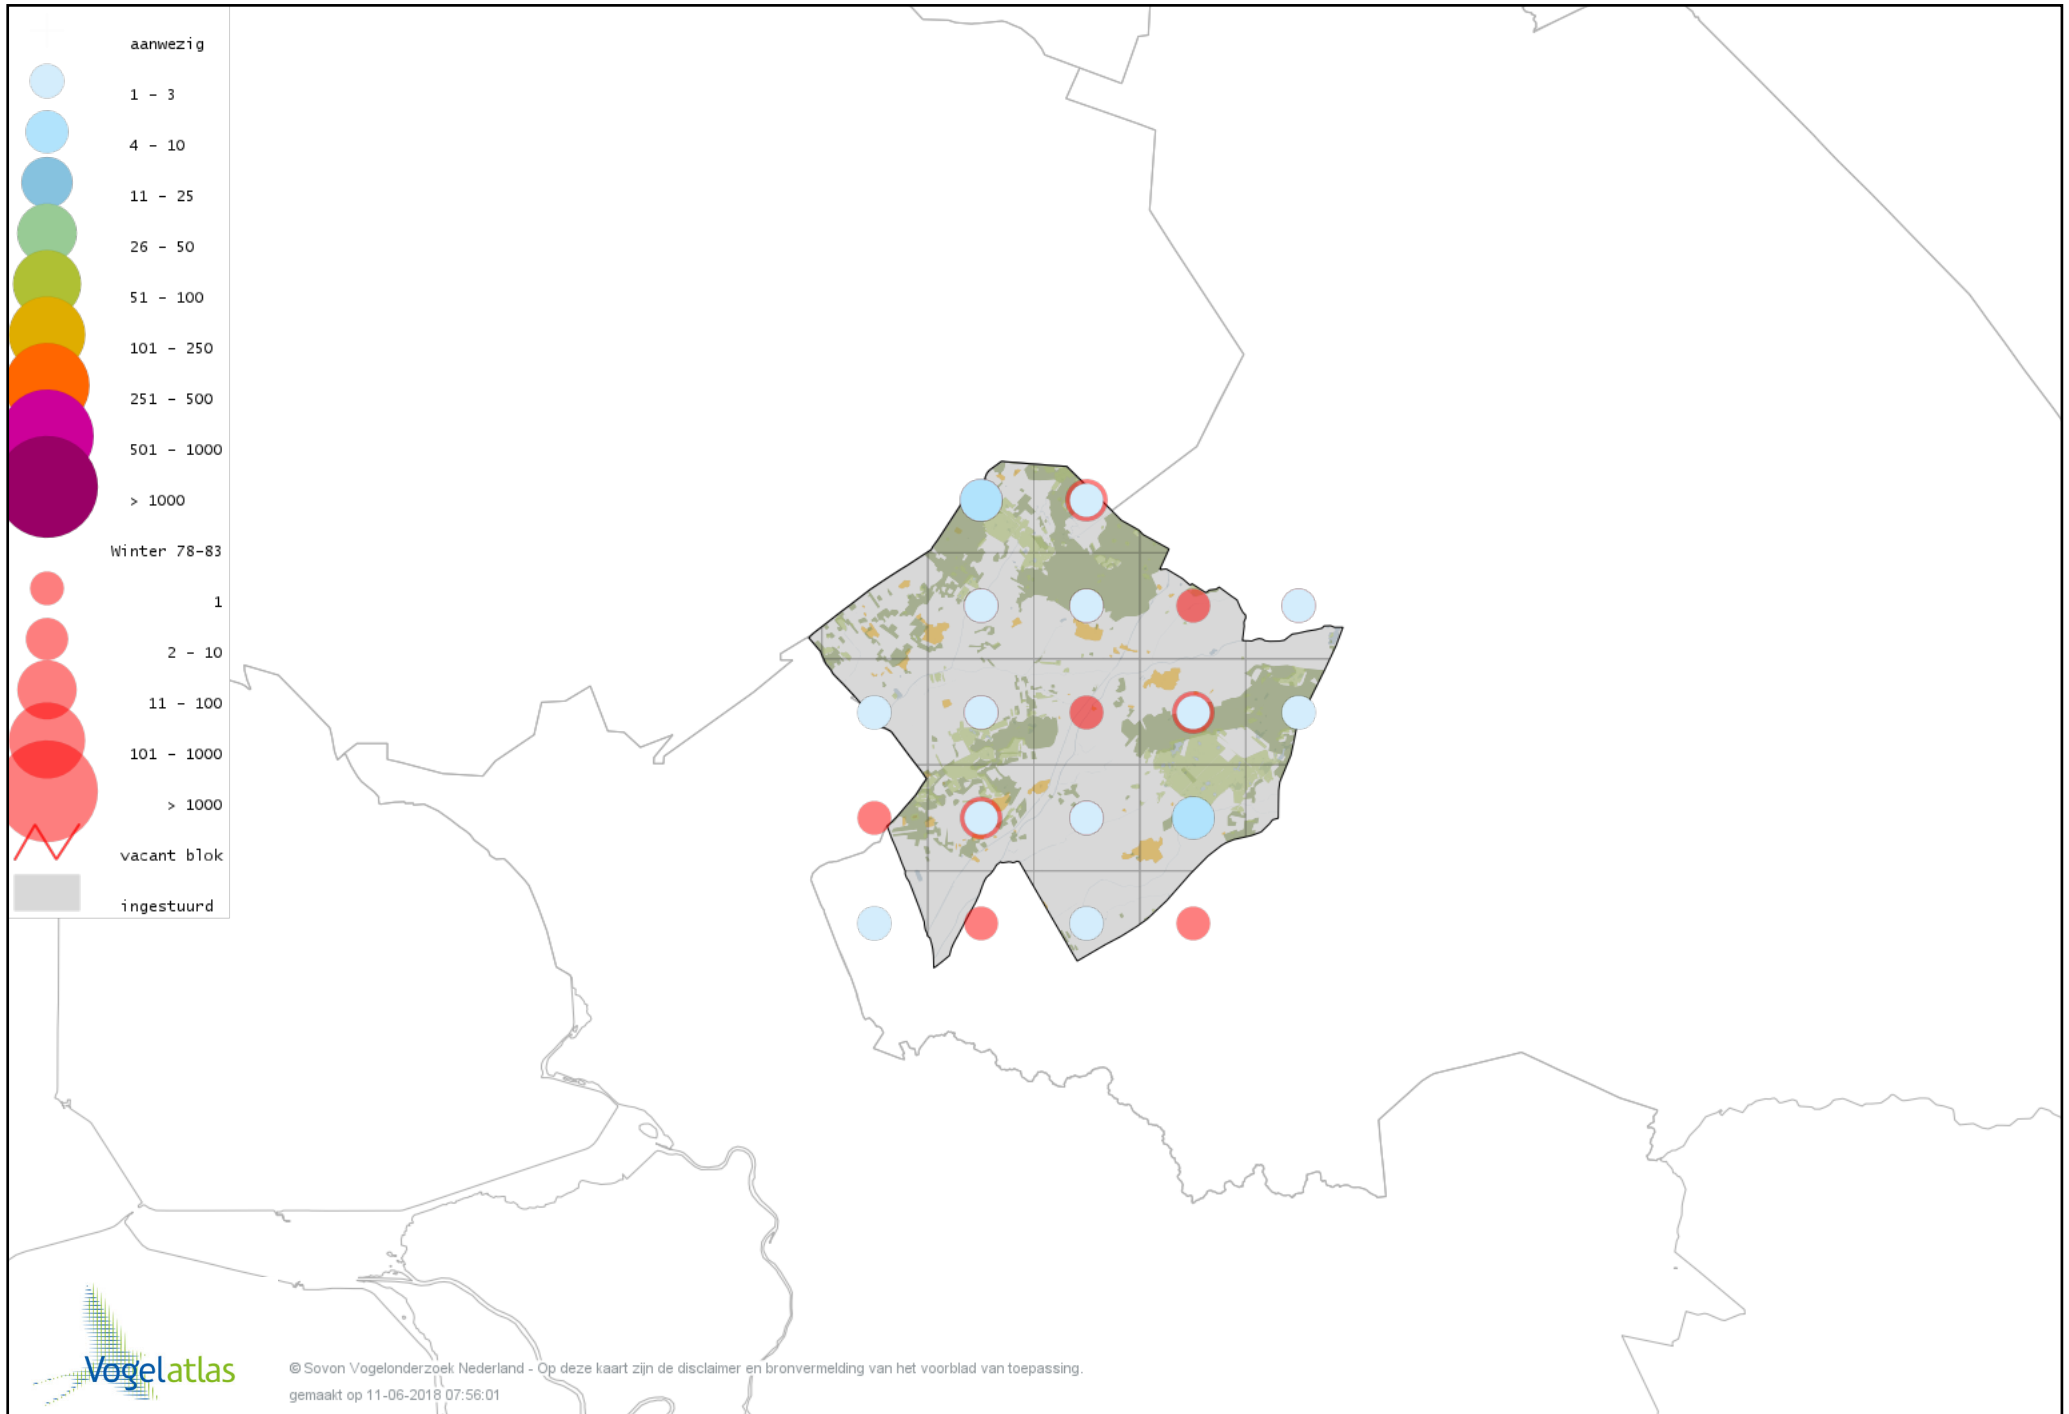 aanwezig
1 - 3
4 - 10
11 - 25
26 - 50
51 - 100
101 - 250
251 - 500
501 - 1000
> 1000
Winter 78-83
1
2 - 10
11 - 100
101 - 1000
> 1000
vacant blok
ingestuurd
Vogelatlas
© Sovon Vogelonderzoek Nederland - Op deze kaart zijn de disclaimer en bronvermelding van het voorblad van toepassing.
gemaakt op 11-06-2018 07:56:01